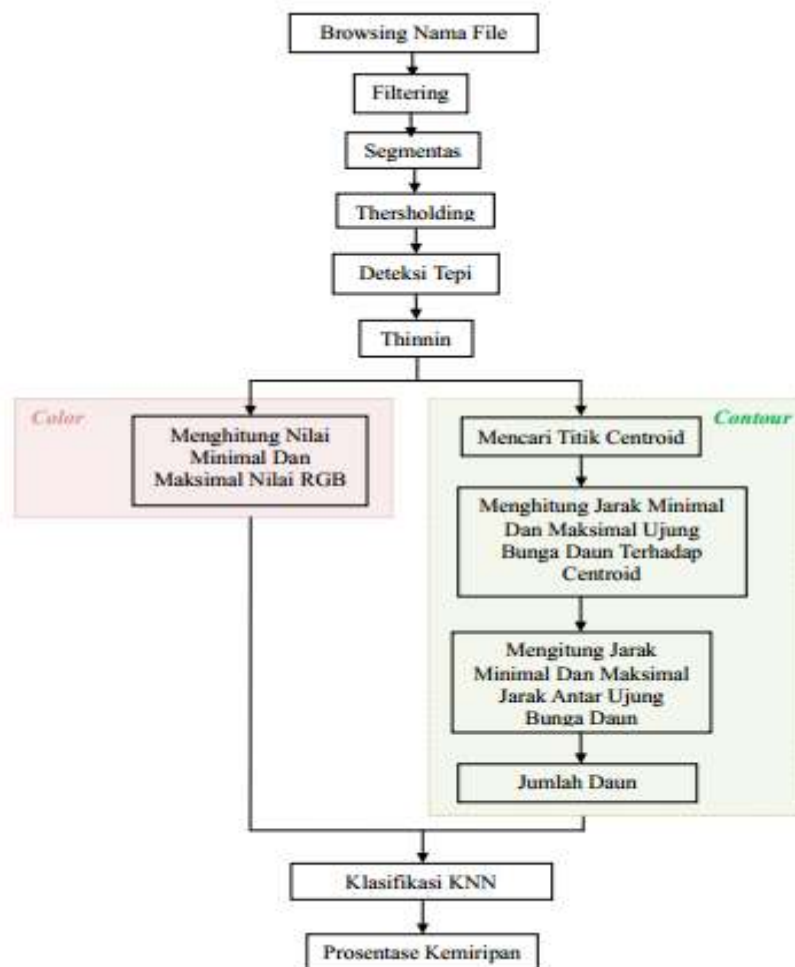 Browsing Nama File
Filtering
Segmentas
Thersholding
Deteksi Tepi
Thinnin
Color
Menghitung Nilai
Minimal Dan
Maksimal Nilai RGB
Contour
Mencari Titik Centroid
Menghitung Jarak Minimal
Dan Maksimal Ujung
Bunga Daun Terhadap
Centroid
Mengitung Jarak
Minimal Dan Maksimal
Jarak Antar Ujung
Bunga Daun
Jumlah Daun
Klasifikasi KNN
Prosentase Kemiripan